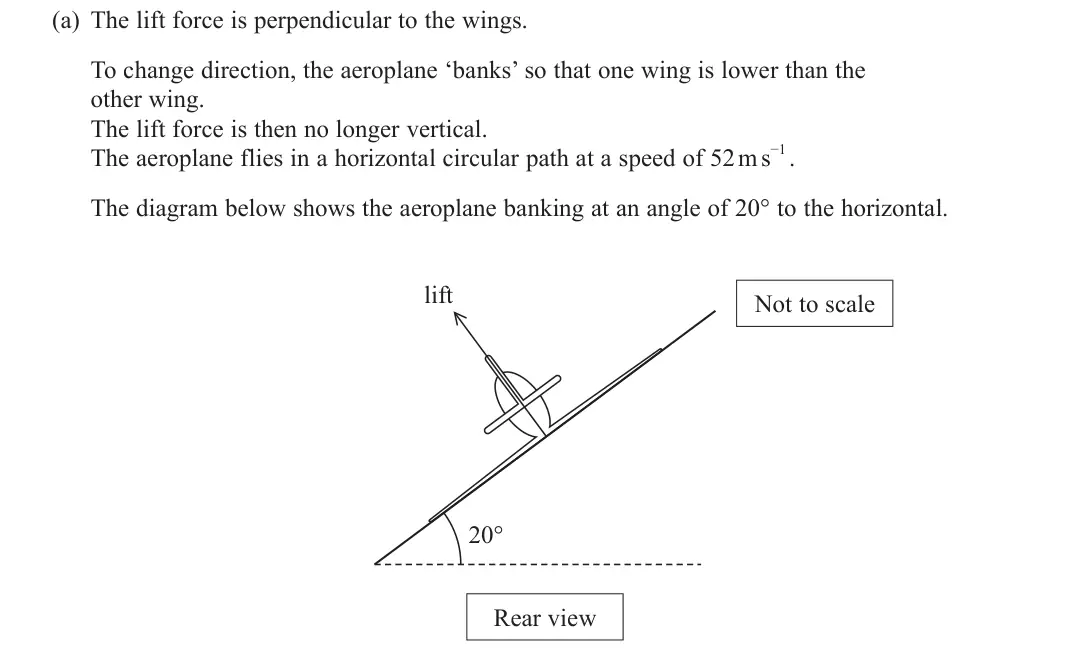 (a) The lift force is perpendicular to the wings.
To change direction, the aeroplane ‘banks’ so that one wing is lower than the
other wing.
The lift force is then no longer vertical.
The aeroplane flies in a horizontal circular path at a speed of 52 m s⁻¹.
The diagram below shows the aeroplane banking at an angle of 20° to the horizontal.
lift
Not to scale
20°
Rear view